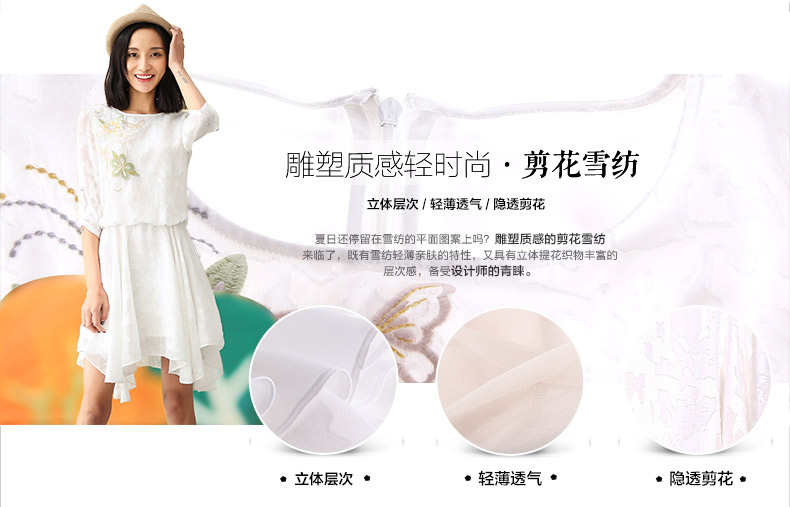 雕塑质感轻时尚·剪花雪纺
立体层次 / 轻薄透气 / 隐透剪花
夏日还停留在雪纺的平面图案上吗？雕塑质感的剪花雪纺
来临了，既有雪纺轻薄亲肤的特性，又具有立体提花织物丰富的
层次感，备受设计师的青睐。
立体层次
轻薄透气
隐透剪花